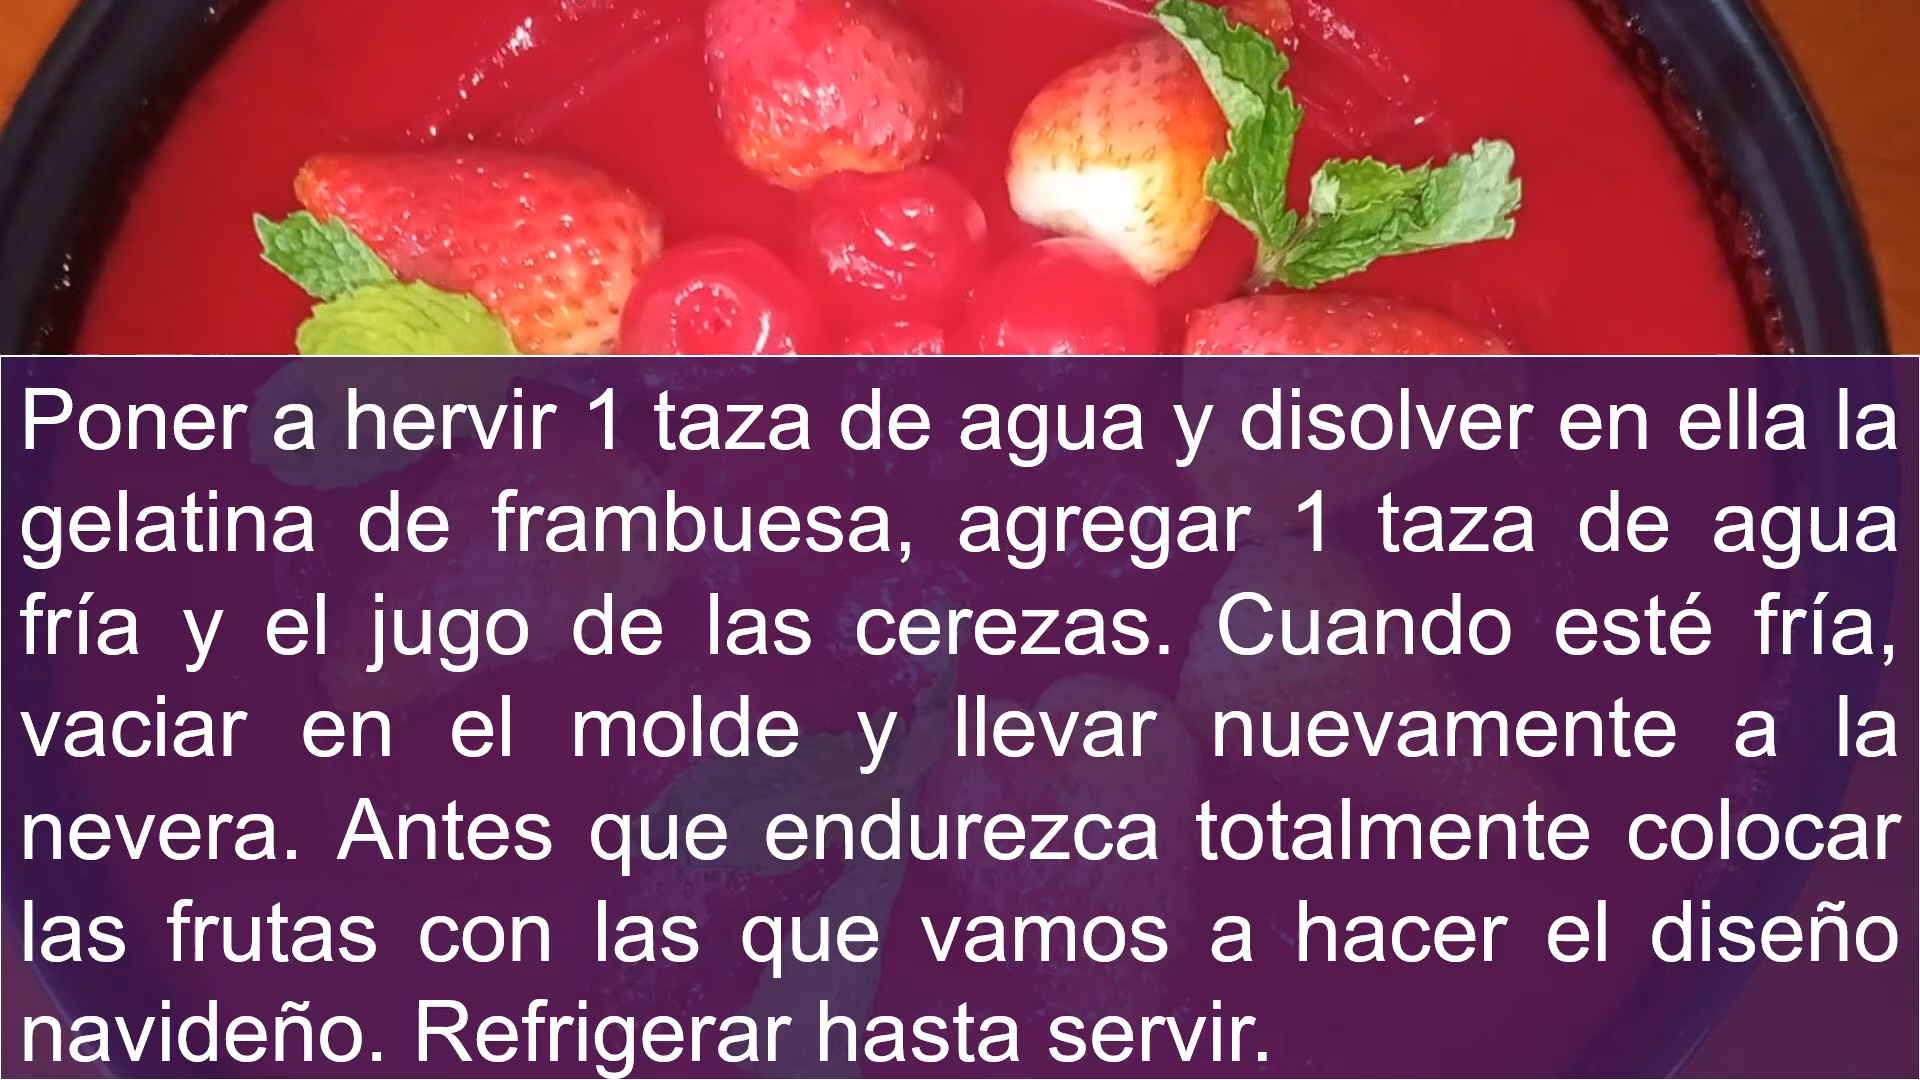 Poner a hervir 1 taza de agua y disolver en ella la
gelatina de frambuesa, agregar 1 taza de agua
fría y el jugo de las cerezas. Cuando esté fría,
vaciar en el molde y llevar nuevamente a la
nevera. Antes que endurezca totalmente colocar
las frutas con las que vamos a hacer el diseño
navideño. Refrigerar hasta servir.